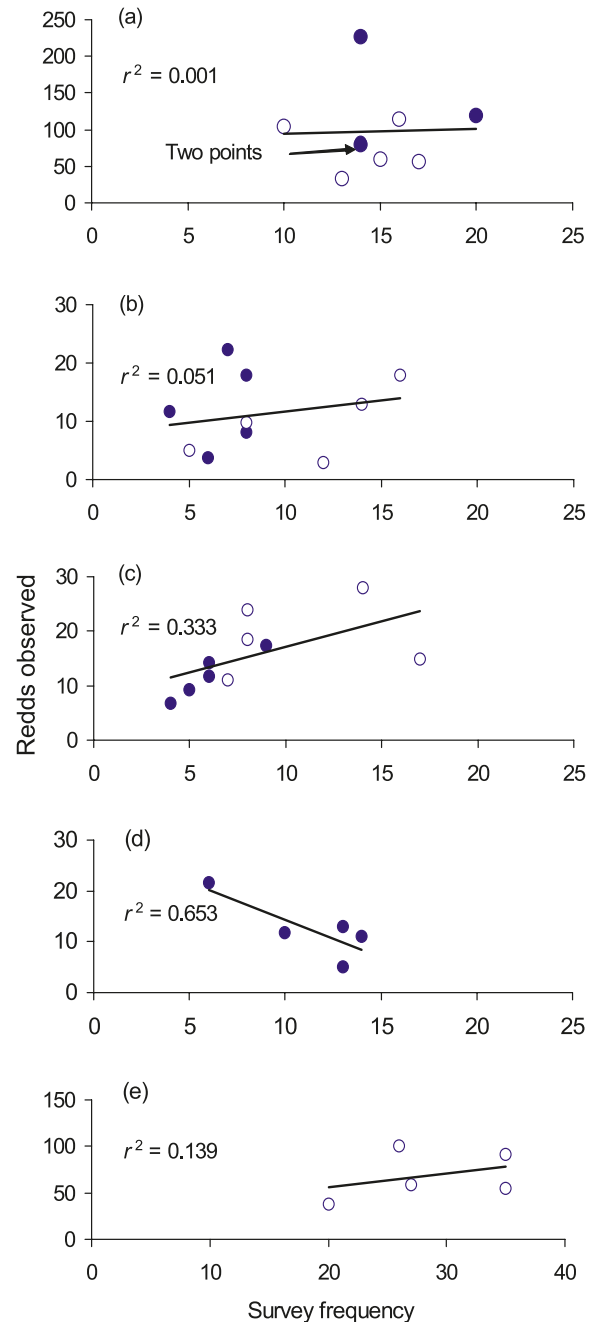 (a)
250
200
150
100
50
0
r² = 0.001
Two points
0 5 10 15 20 25
(b)
30
20
10
0
r² = 0.051
0 5 10 15 20 25
(c)
30
20
10
0
r² = 0.333
0 5 10 15 20 25
Redds observed
(d)
30
20
10
0
r² = 0.653
0 5 10 15 20 25
(e)
150
100
50
0
r² = 0.139
0 10 20 30 40
Survey frequency